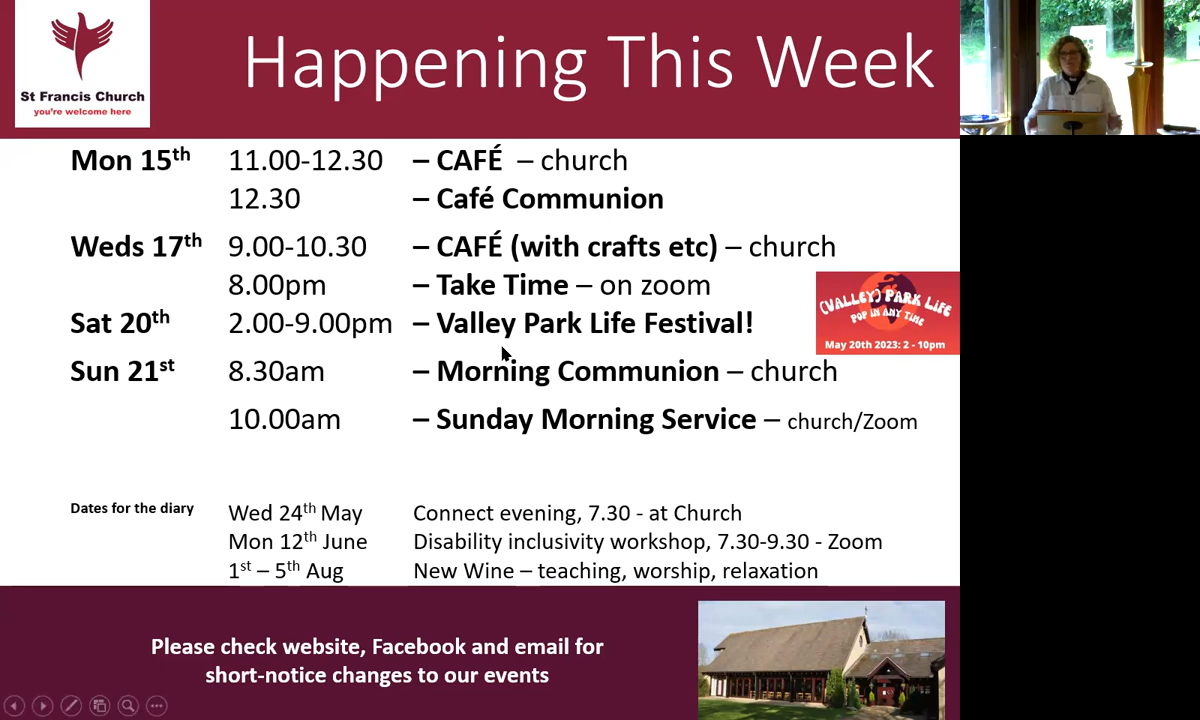 St Francis Church
you're welcome here
Happening This Week
Mon 15th 11.00-12.30 – CAFÉ – church
12.30 – Café Communion
Weds 17th 9.00-10.30 – CAFÉ (with crafts etc) – church
8.00pm – Take Time – on zoom
Sat 20th 2.00-9.00pm – Valley Park Life Festival!
(VALLEY) PARK LIFE
POP IN ANY TIME
May 20th 2023: 2 - 10pm
Sun 21st 8.30am – Morning Communion – church
10.00am – Sunday Morning Service – church/Zoom
Dates for the diary Wed 24th May Connect evening, 7.30 - at Church
Mon 12th June Disability inclusivity workshop, 7.30-9.30 - Zoom
1st – 5th Aug New Wine – teaching, worship, relaxation
Please check website, Facebook and email for
short-notice changes to our events